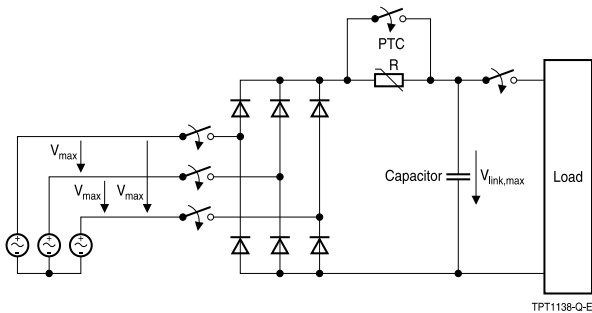 PTC
R
V_max
V_max V_max
Capacitor
V_link,max
Load
TPT1138-Q-E